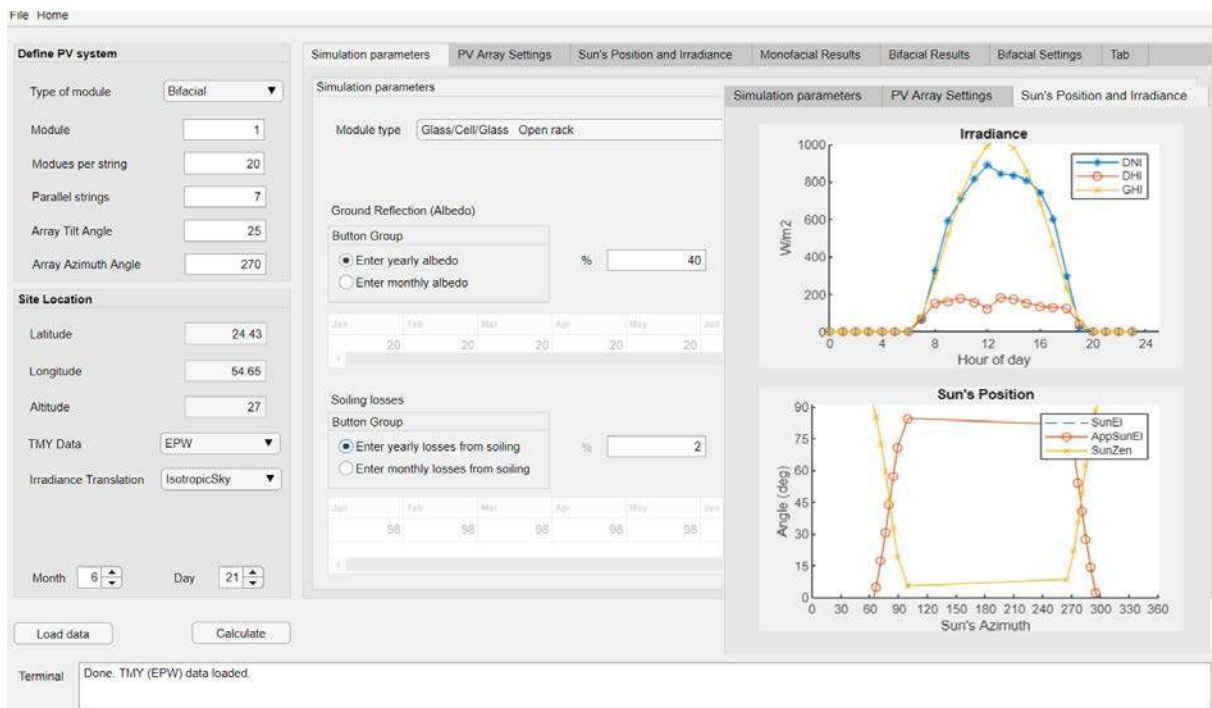 File Home
Define PV system
Type of module Bifacial
Module 1
Modues per string 20
Parallel strings 7
Array Tilt Angle 25
Array Azimuth Angle 270
Site Location
Latitude 24.43
Longitude 54.65
Altitude 27
TMY Data EPW
Irradiance Translation IsotropicSky
Month 6 Day 21
Load data Calculate
Simulation parameters PV Array Settings Sun's Position and Irradiance Monofacial Results Bifacial Results Bifacial Settings Tab
Simulation parameters
Module type Glass/Cell/Glass Open rack
Ground Reflection (Albedo)
Button Group
Enter yearly albedo % 40
Enter monthly albedo
Jan Feb Mar Apr May Jun
20 20 20 20 20
Soiling losses
Button Group
Enter yearly losses from soiling % 2
Enter monthly losses from soiling
Jan Feb Mar Apr May Jun
98 98 98 98 98
Simulation parameters PV Array Settings Sun's Position and Irradiance
Irradiance
1000
800
600
400
200
0
W/m2
DNI
DHI
GHI
0 4 8 12 16 20 24
Hour of day
Sun's Position
90
75
60
45
30
15
0
Angle (deg)
SunEl
AppSunEl
SunZen
0 30 60 90 120 150 180 210 240 270 300 330 360
Sun's Azimuth
Terminal Done. TMY (EPW) data loaded.